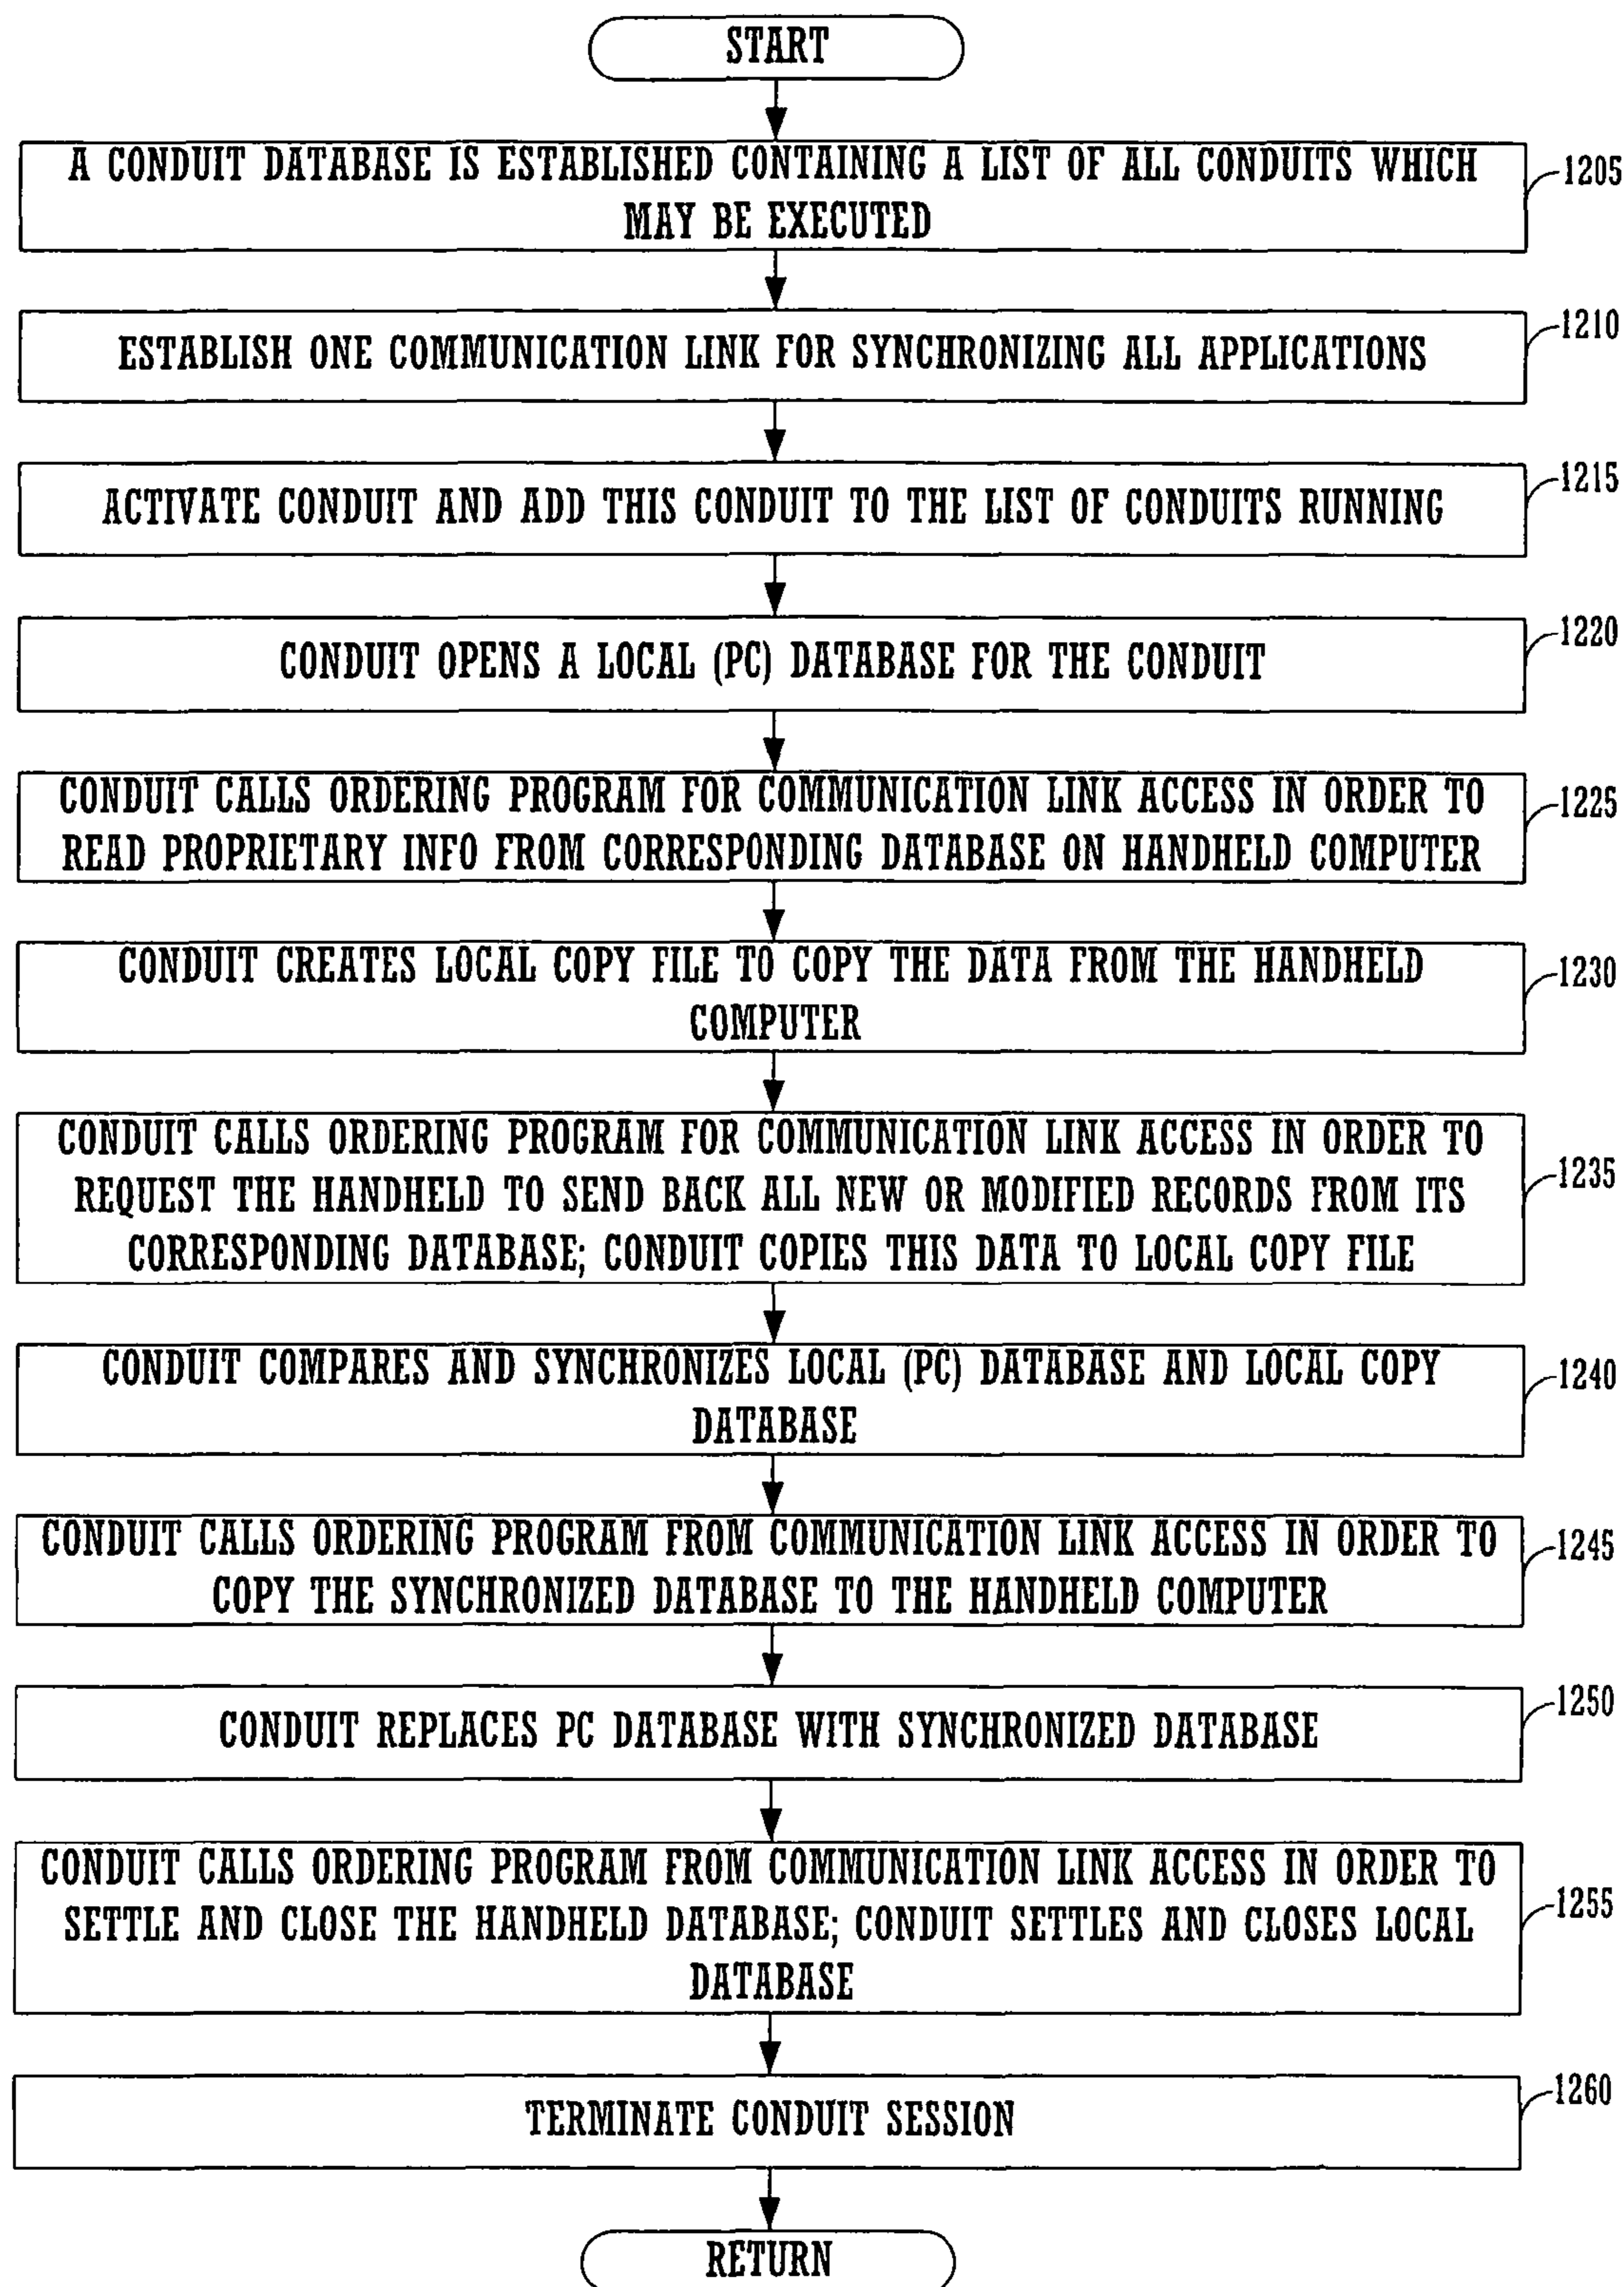 START
A CONDUIT DATABASE IS ESTABLISHED CONTAINING A LIST OF ALL CONDUITS WHICH
MAY BE EXECUTED
1205
ESTABLISH ONE COMMUNICATION LINK FOR SYNCHRONIZING ALL APPLICATIONS
1210
ACTIVATE CONDUIT AND ADD THIS CONDUIT TO THE LIST OF CONDUITS RUNNING
1215
CONDUIT OPENS A LOCAL (PC) DATABASE FOR THE CONDUIT
1220
CONDUIT CALLS ORDERING PROGRAM FOR COMMUNICATION LINK ACCESS IN ORDER TO
READ PROPRIETARY INFO FROM CORRESPONDING DATABASE ON HANDHELD COMPUTER
1225
CONDUIT CREATES LOCAL COPY FILE TO COPY THE DATA FROM THE HANDHELD
COMPUTER
1230
CONDUIT CALLS ORDERING PROGRAM FOR COMMUNICATION LINK ACCESS IN ORDER TO
REQUEST THE HANDHELD TO SEND BACK ALL NEW OR MODIFIED RECORDS FROM ITS
CORRESPONDING DATABASE; CONDUIT COPIES THIS DATA TO LOCAL COPY FILE
1235
CONDUIT COMPARES AND SYNCHRONIZES LOCAL (PC) DATABASE AND LOCAL COPY
DATABASE
1240
CONDUIT CALLS ORDERING PROGRAM FROM COMMUNICATION LINK ACCESS IN ORDER TO
COPY THE SYNCHRONIZED DATABASE TO THE HANDHELD COMPUTER
1245
CONDUIT REPLACES PC DATABASE WITH SYNCHRONIZED DATABASE
1250
CONDUIT CALLS ORDERING PROGRAM FROM COMMUNICATION LINK ACCESS IN ORDER TO
SETTLE AND CLOSE THE HANDHELD DATABASE; CONDUIT SETTLES AND CLOSES LOCAL
DATABASE
1255
TERMINATE CONDUIT SESSION
1260
RETURN